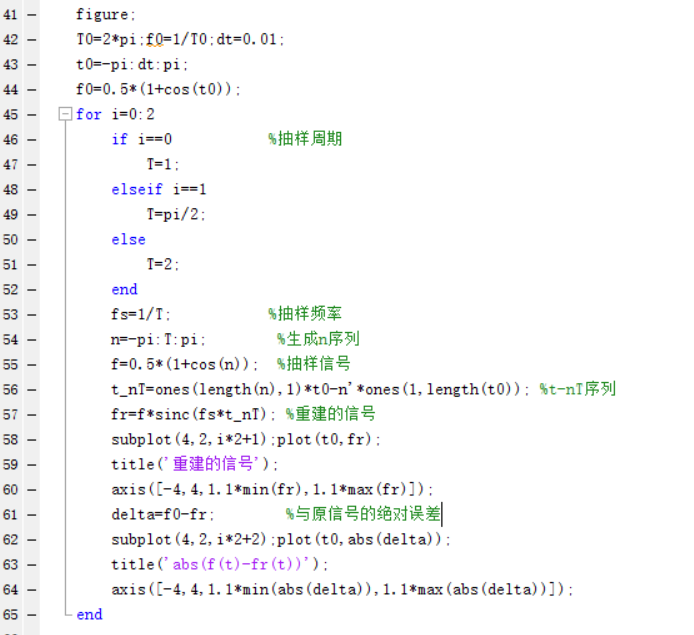 41 - figure;
42 - T0=2*pi;f0=1/T0;dt=0.01;
43 - t0=-pi:dt:pi;
44 - f0=0.5*(1+cos(t0));
45 - for i=0:2
46 - if i==0 %抽样周期
47 - T=1;
48 - elseif i==1
49 - T=pi/2;
50 - else
51 - T=2;
52 - end
53 - fs=1/T; %抽样频率
54 - n=-pi:T:pi; %生成n序列
55 - f=0.5*(1+cos(n)); %抽样信号
56 - t_nT=ones(length(n),1)*t0-n'*ones(1,length(t0)); %t-nT序列
57 - fr=f*sinc(fs*t_nT); %重建的信号
58 - subplot(4,2,i*2+1);plot(t0,fr);
59 - title('重建的信号');
60 - axis([-4,4,1.1*min(fr),1.1*max(fr)]);
61 - delta=f0-fr; %与原信号的绝对误差
62 - subplot(4,2,i*2+2);plot(t0,abs(delta));
63 - title('abs(f(t)-fr(t))');
64 - axis([-4,4,1.1*min(abs(delta)),1.1*max(abs(delta))]);
65 - end